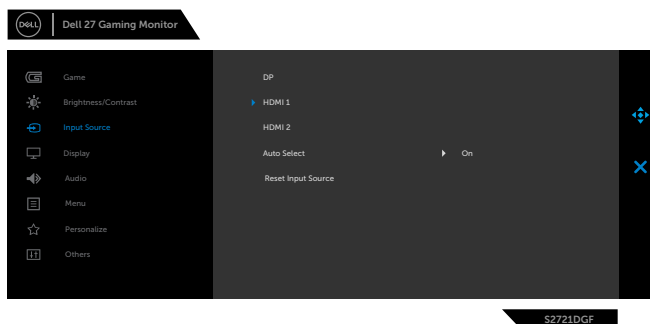 DELL
Dell 27 Gaming Monitor
Game
DP
Brightness/Contrast
HDMI 1
Input Source
HDMI 2
Display
Auto Select
On
Audio
Reset Input Source
Menu
Personalize
Others
S2721DGF